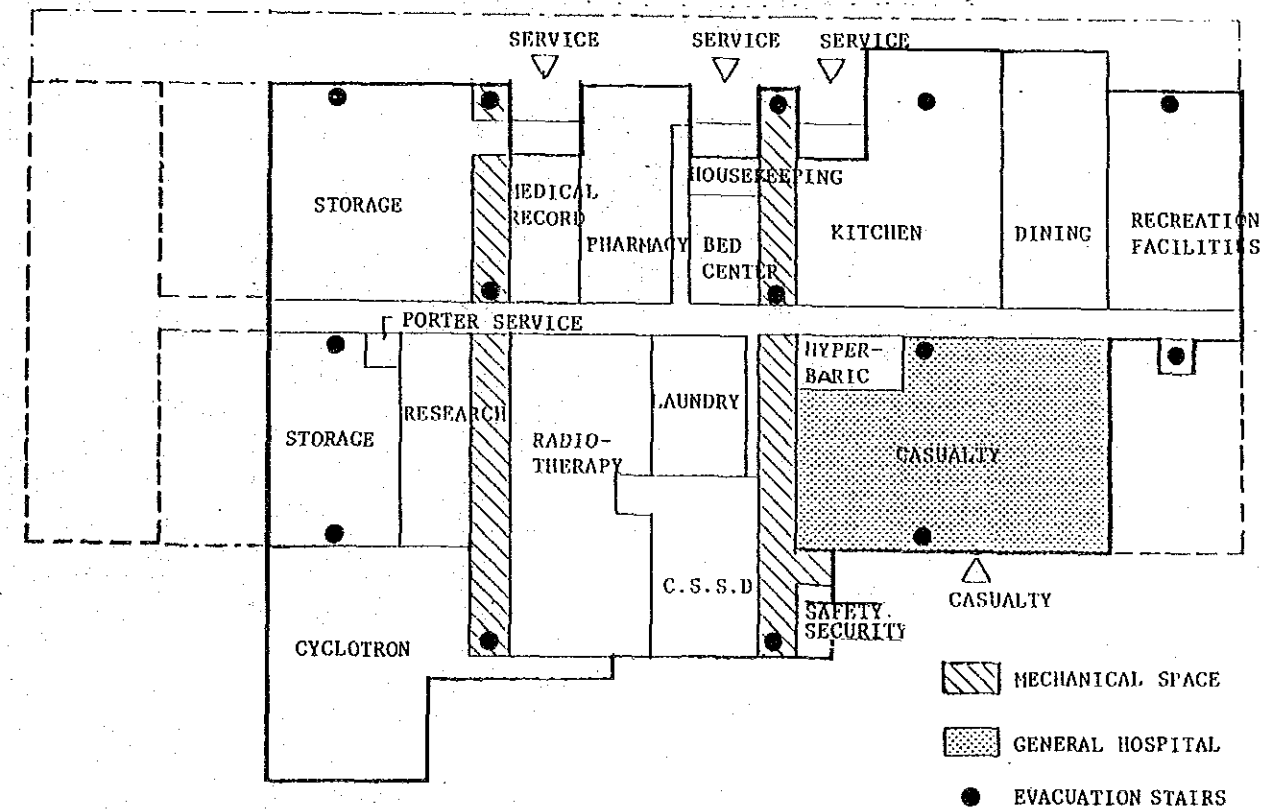 SERVICE
SERVICE
SERVICE
STORAGE
MEDICAL
RECORD
PHARMACY
HOUSEKEEPING
BED
CENTER
KITCHEN
DINING
RECREATION
FACILITIES
PORTER SERVICE
STORAGE
RESEARCH
RADIO-
THERAPY
LAUNDRY
HYPER-
BARIC
CASUALTY
C.S.S.D
CASUALTY
SAFETY.
SECURITY
CYCLOTRON
MECHANICAL SPACE
GENERAL HOSPITAL
EVACUATION STAIRS